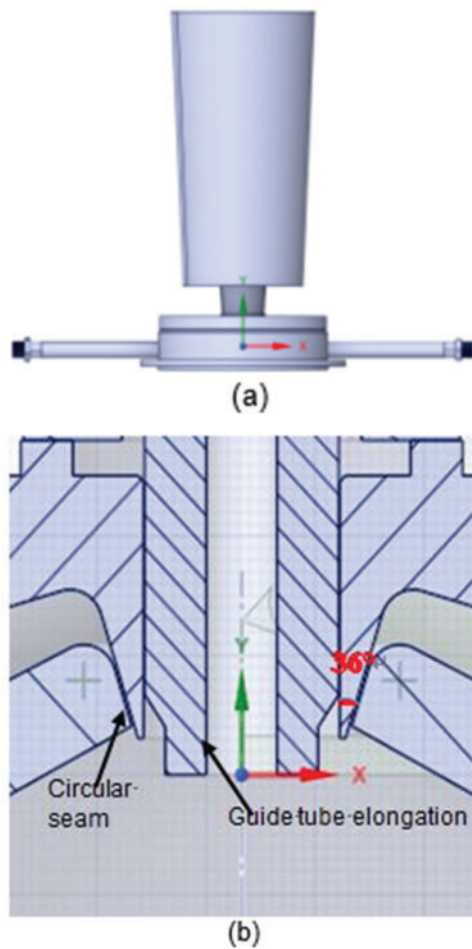 Y
X
(a)
36°
Y
X
Circular seam
Guide tube elongation
(b)